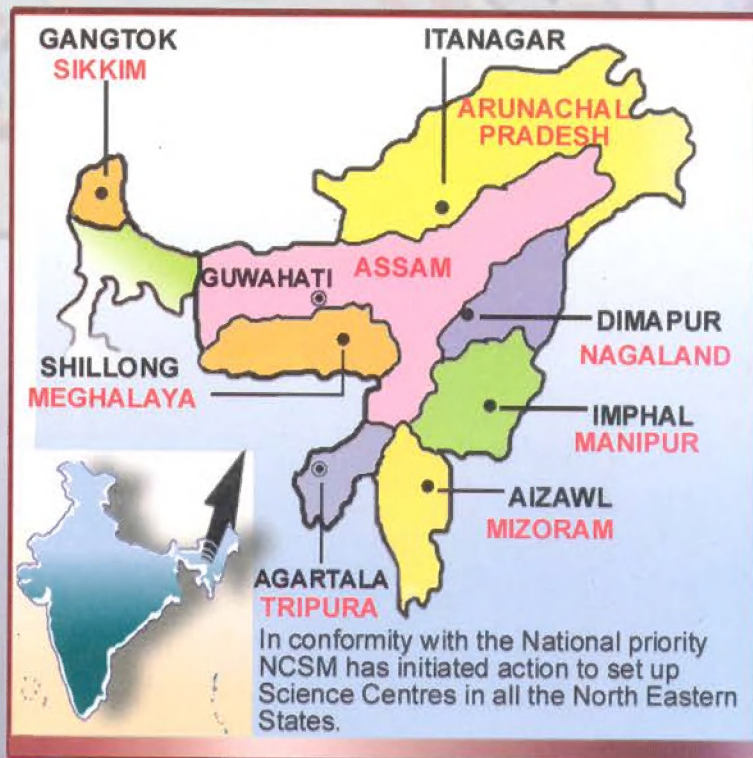 GANGTOK
SIKKIM
ITANAGAR
ARUNACHAL
PRADESH
GUWAHATI
ASSAM
SHILLONG
MEGHALAYA
DIMAPUR
NAGALAND
IMPHAL
MANIPUR
AIZAWL
MIZORAM
AGARTALA
TRIPURA
In conformity with the National priority
NCSM has initiated action to set up
Science Centres in all the North Eastern
States.